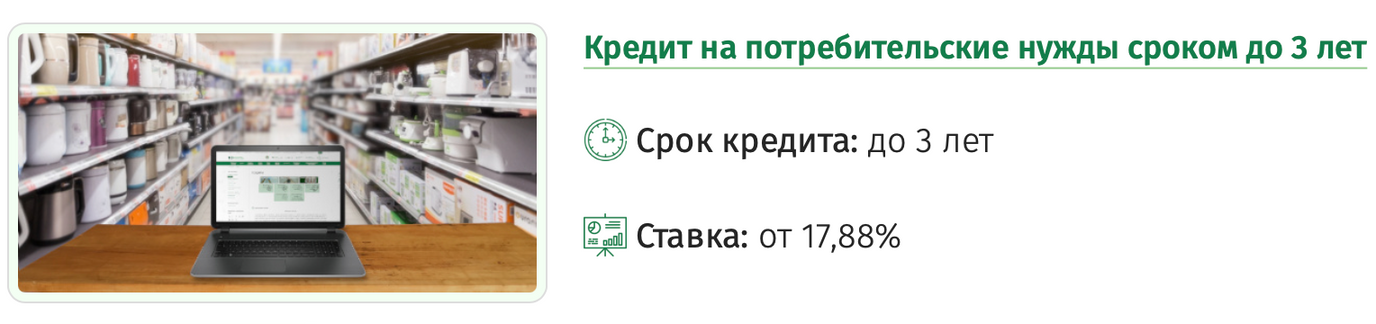 Кредит на потребительские нужды сроком до 3 лет
Срок кредита: до 3 лет
Ставка: от 17,88%